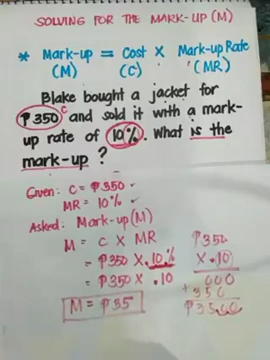 SOLVING FOR THE MARK-UP (M)
* Mark-up = Cost × Mark-up Rate
(M) (C) (MR)
Blake bought a jacket for
₱350 C and sold it with a mark-
up rate of 10%. What is the
mark-up ?
Given: C = ₱350
MR = 10%
Asked: Mark-up (M)
M = C × MR ₱350
= ₱350 × 10% × .10
= ₱350 × .10 000
+ 350
M = ₱35 ₱35.00